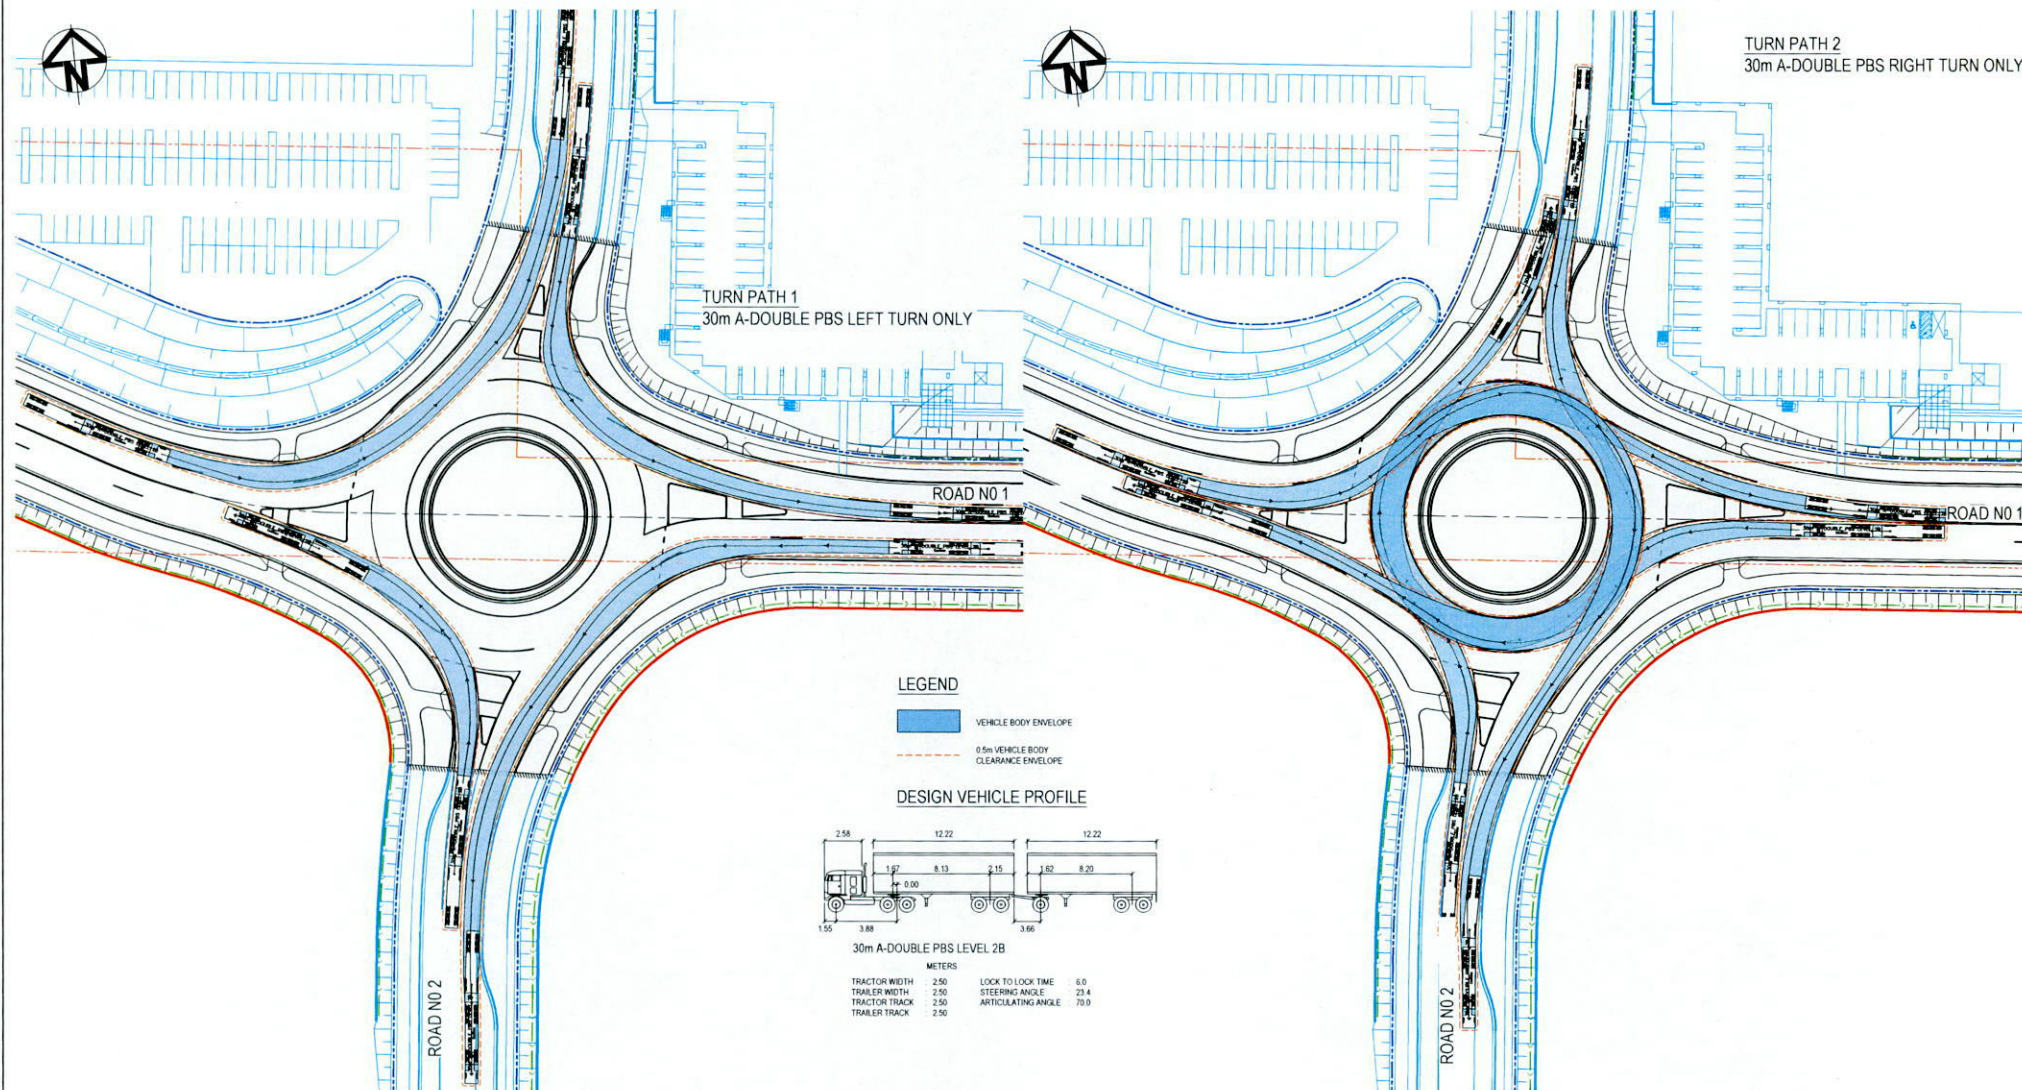 N
N
TURN PATH 2
30m A-DOUBLE PBS RIGHT TURN ONLY
TURN PATH 1
30m A-DOUBLE PBS LEFT TURN ONLY
ROAD N0 1
ROAD N0 1
LEGEND
VEHICLE BODY ENVELOPE
0.5m VEHICLE BODY
CLEARANCE ENVELOPE
DESIGN VEHICLE PROFILE
2.58 12.22 12.22
1.67 8.13 2.15 1.62 8.20
0.00
1.55 3.88 3.66
30m A-DOUBLE PBS LEVEL 2B
METERS
TRACTOR WIDTH : 2.50 LOCK TO LOCK TIME : 6.0
TRAILER WIDTH : 2.50 STEERING ANGLE : 23.4
TRACTOR TRACK : 2.50 ARTICULATING ANGLE : 70.0
TRAILER TRACK : 2.50
ROAD N0 2
ROAD N0 2